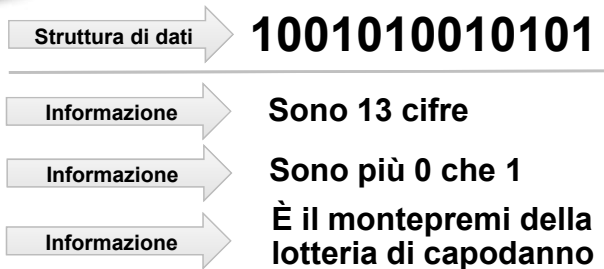 Struttura di dati 1001010010101
Informazione Sono 13 cifre
Informazione Sono più 0 che 1
È il montepremi della
Informazione lotteria di capodanno